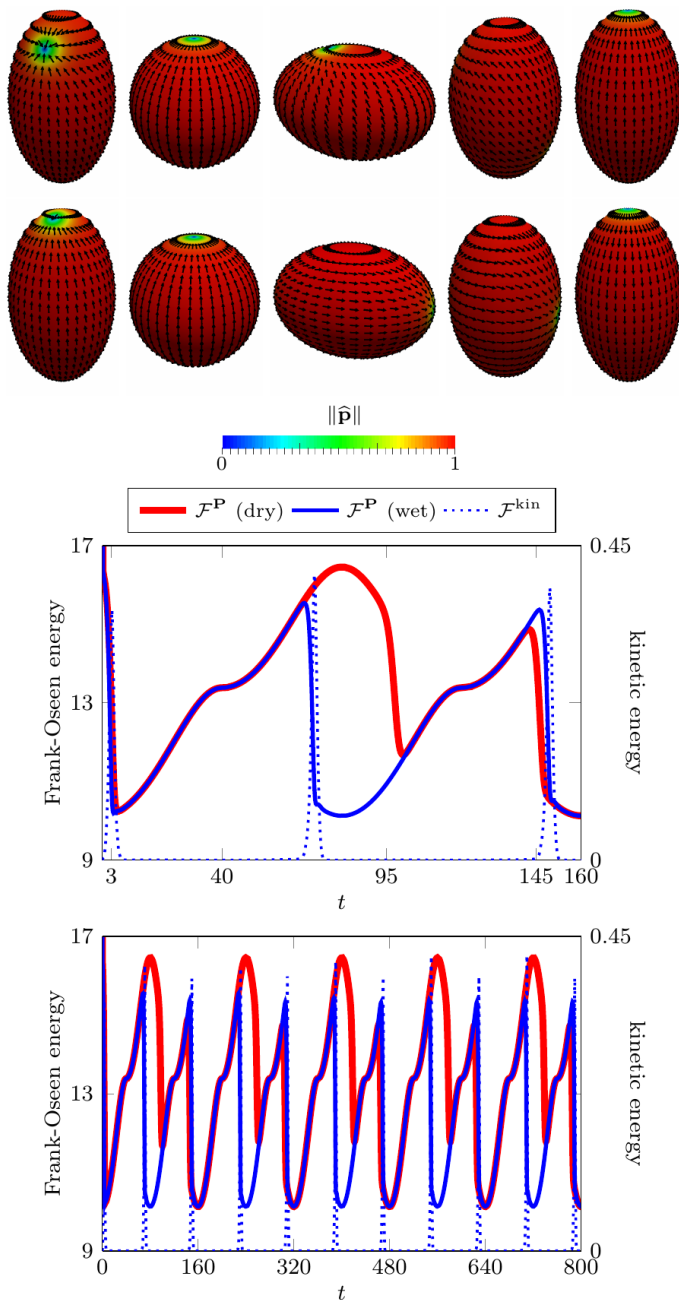 ‖p̂‖
0 1
𝓕ᴾ (dry) 𝓕ᴾ (wet) 𝓕ᵏⁱⁿ
17
13
9
Frank-Oseen energy
0.45
0
kinetic energy
3 40 95 145 160
t
17
13
9
Frank-Oseen energy
0.45
0
kinetic energy
0 160 320 480 640 800
t